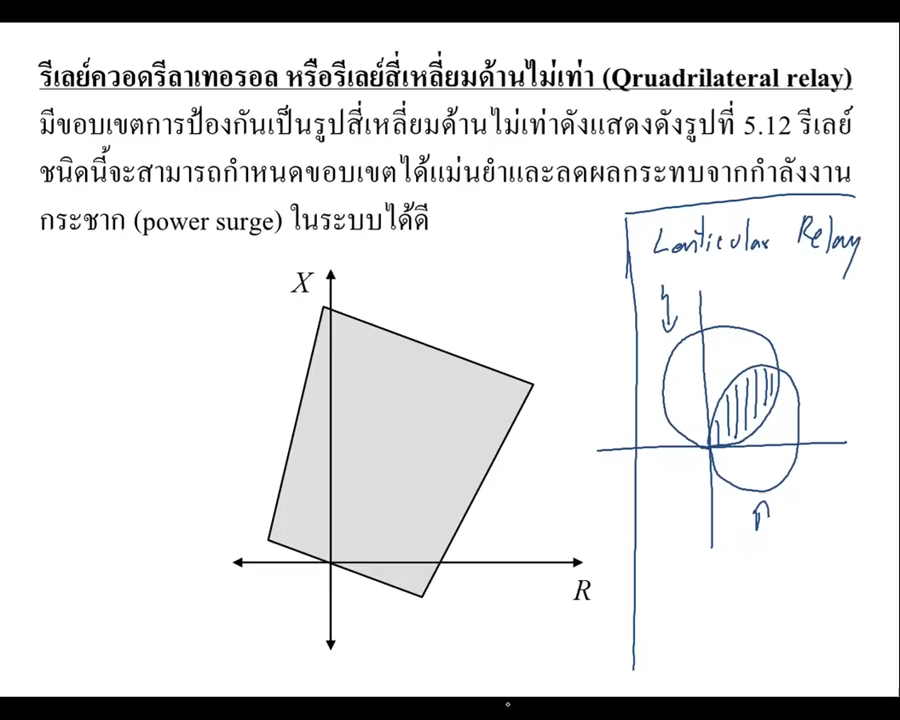 รีเลย์ควอดรีลาเทอรอล หรือรีเลย์สี่เหลี่ยมด้านไม่เท่า (Qruadrilateral relay)
มีขอบเขตการป้องกันเป็นรูปสี่เหลี่ยมด้านไม่เท่าดังแสดงดังรูปที่ 5.12 รีเลย์
ชนิดนี้จะสามารถกำหนดขอบเขตได้แม่นยำและลดผลกระทบจากกำลังงาน
กระชาก (power surge) ในระบบได้ดี
Lenticular Relay
X
R